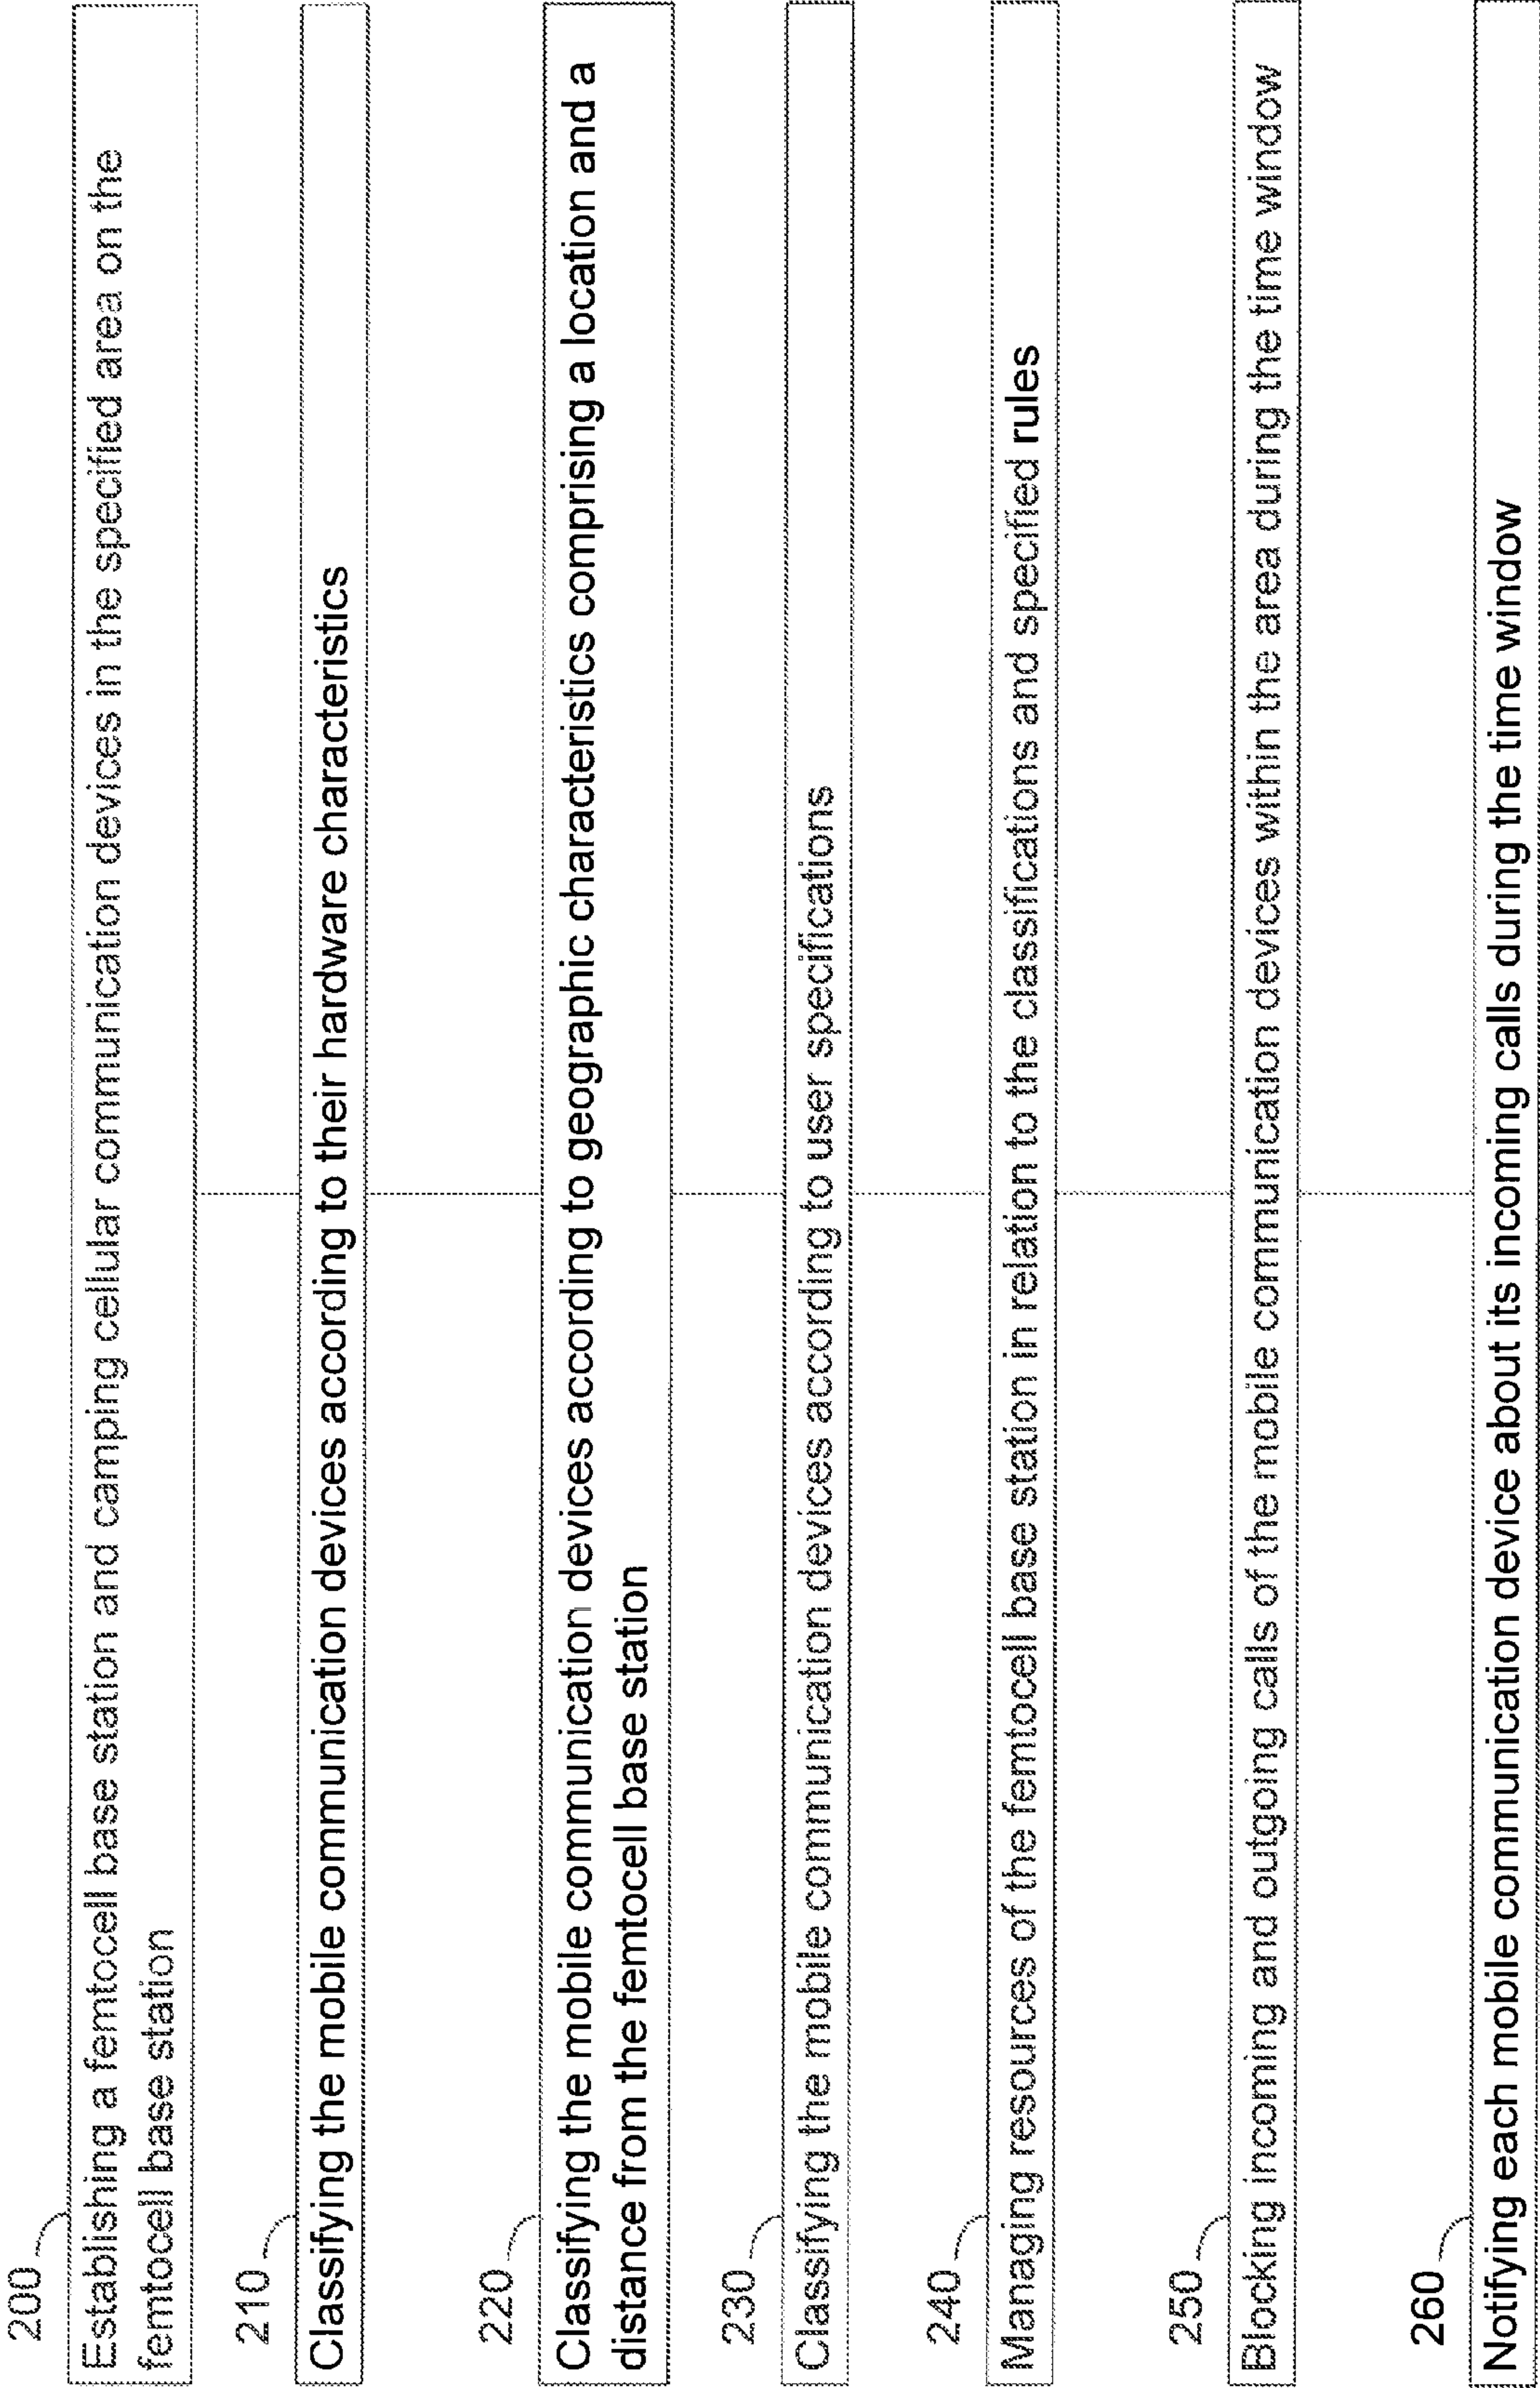 200
Establishing a femtocell base station and camping cellular communication devices in the specified area on the
femtocell base station
210
Classifying the mobile communication devices according to their hardware characteristics
220
Classifying the mobile communication devices according to geographic characteristics comprising a location and a
distance from the femtocell base station
230
Classifying the mobile communication devices according to user specifications
240
Managing resources of the femtocell base station in relation to the classifications and specified rules
250
Blocking incoming and outgoing calls of the mobile communication devices within the area during the time window
260
Notifying each mobile communication device about its incoming calls during the time window